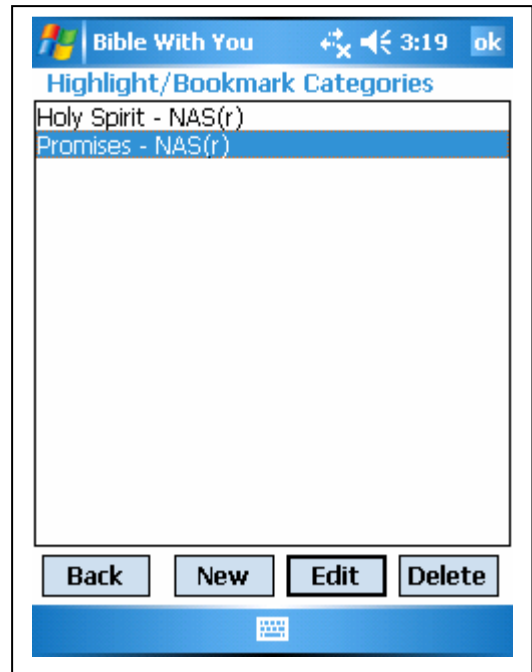 Bible With You 3:19 ok
Highlight/Bookmark Categories
Holy Spirit - NAS(r)
Promises - NAS(r)
Back New Edit Delete